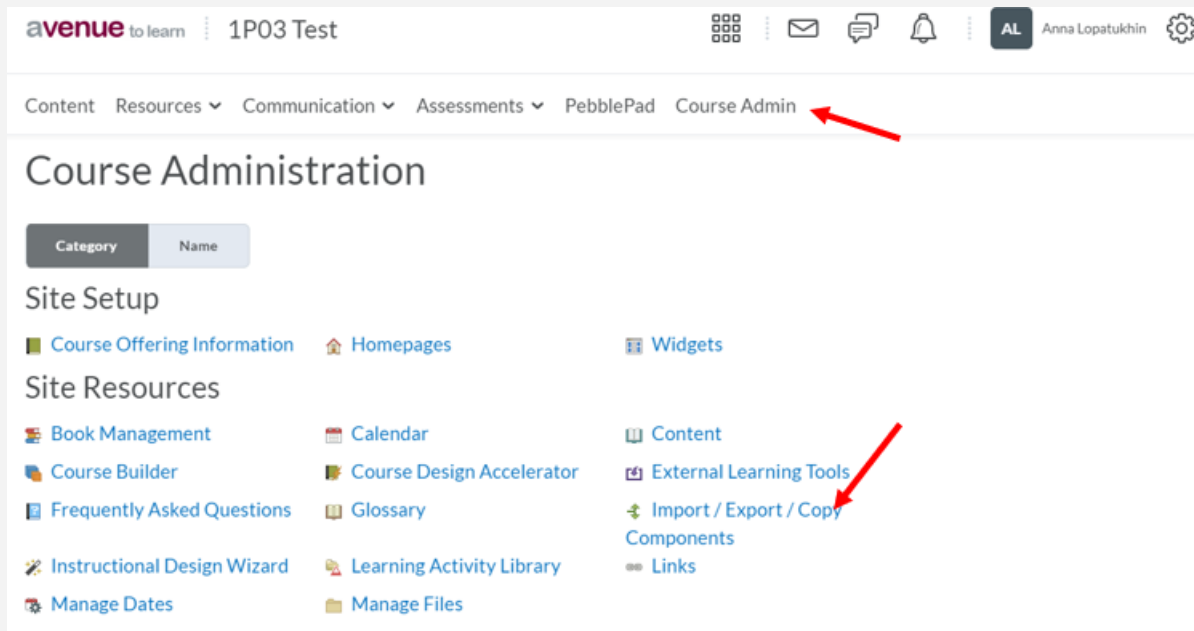 avenue to learn 1P03 Test AL Anna Lopatukhin
Content Resources Communication Assessments PebblePad Course Admin
Course Administration
Category Name
Site Setup
Course Offering Information Homepages Widgets
Site Resources
Book Management Calendar Content
Course Builder Course Design Accelerator External Learning Tools
Frequently Asked Questions Glossary Import / Export / Copy
Components
Instructional Design Wizard Learning Activity Library Links
Manage Dates Manage Files